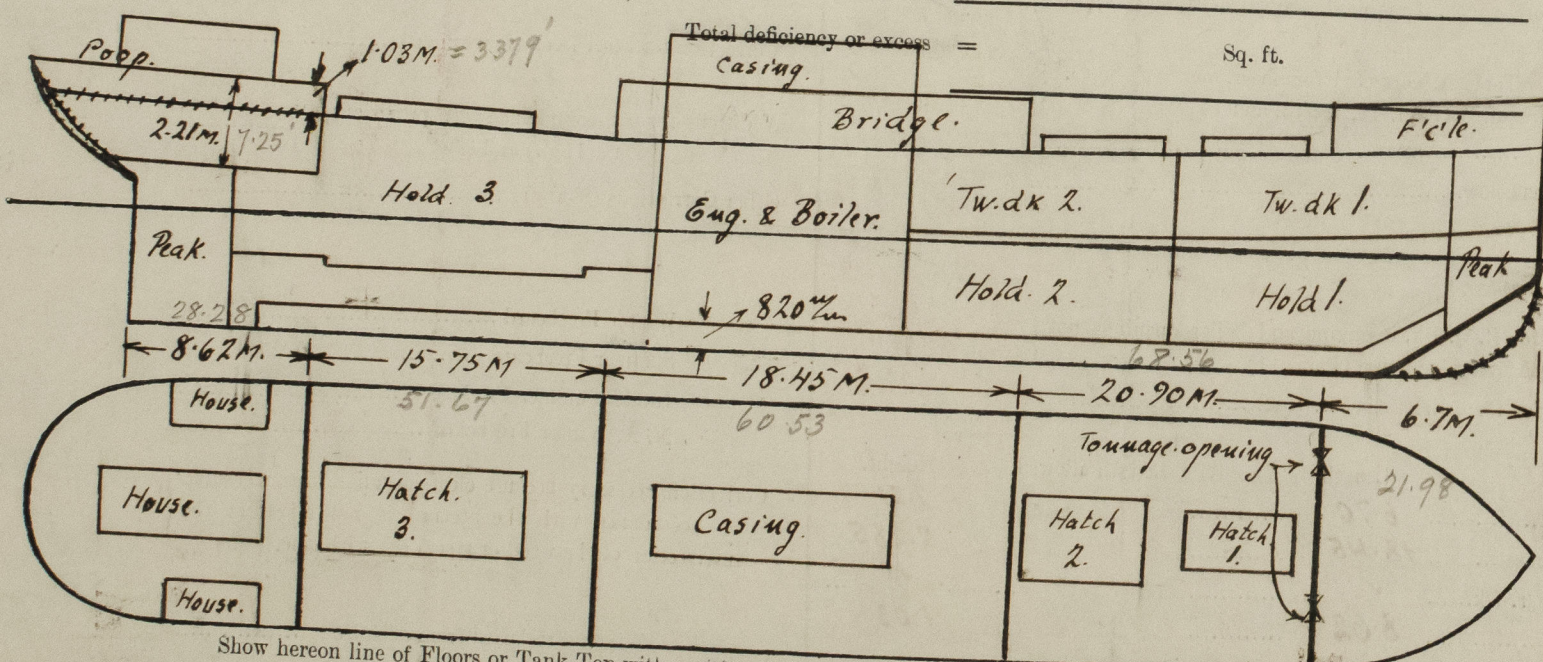 Total deficiency or excess =
Sq. ft.
Poop.
1.03M. = 3379'
Casing.
Bridge.
F'c'le.
2.21M. 7.25'
Hold 3.
Eng. & Boiler.
Tw.dk 2.
Tw.dk 1.
Peak.
Peak
Hold 2.
Hold 1.
28.28
820 m/m
8.62M.
15.75M
18.45M.
68.56
20.90M.
6.7M.
House.
51.67
60.53
Tonnage opening
21.98
House.
Hatch.
3.
Casing.
Hatch
2.
Hatch
1.
House.
Show hereon line of Floors or Tank Top